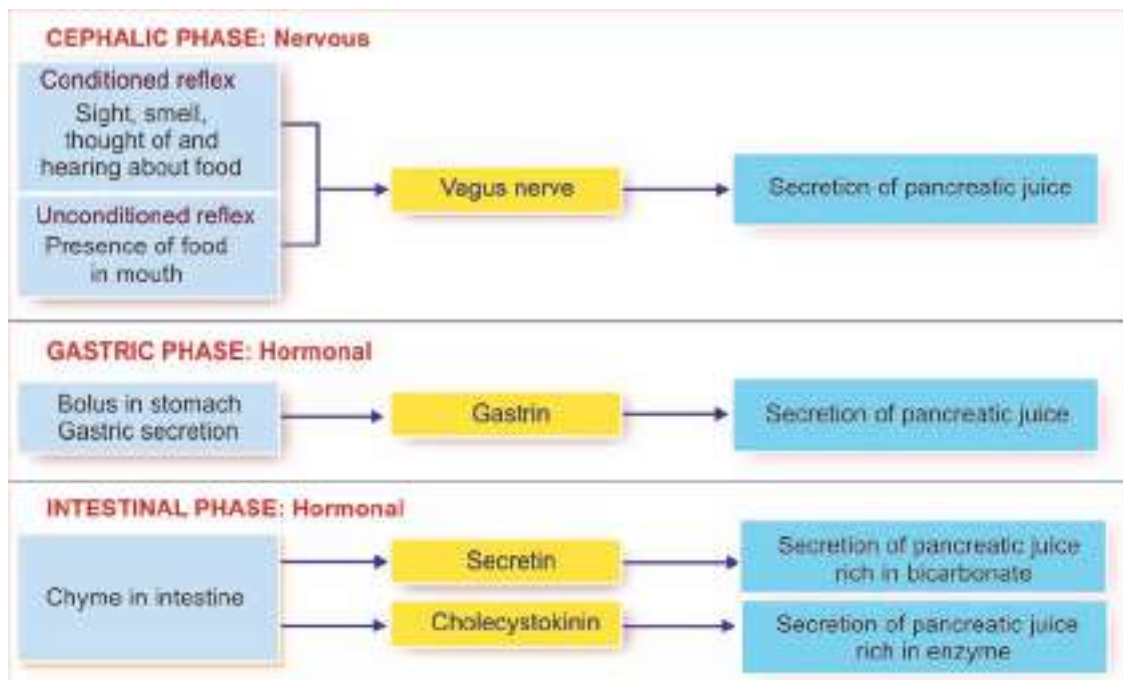 CEPHALIC PHASE: Nervous
Conditioned reflex
Sight, smell,
thought of and
hearing about food
Unconditioned reflex
Presence of food
in mouth
Vagus nerve
Secretion of pancreatic juice
GASTRIC PHASE: Hormonal
Bolus in stomach
Gastric secretion
Gastrin
Secretion of pancreatic juice
INTESTINAL PHASE: Hormonal
Chyme in intestine
Secretin
Secretion of pancreatic juice
rich in bicarbonate
Cholecystokinin
Secretion of pancreatic juice
rich in enzyme